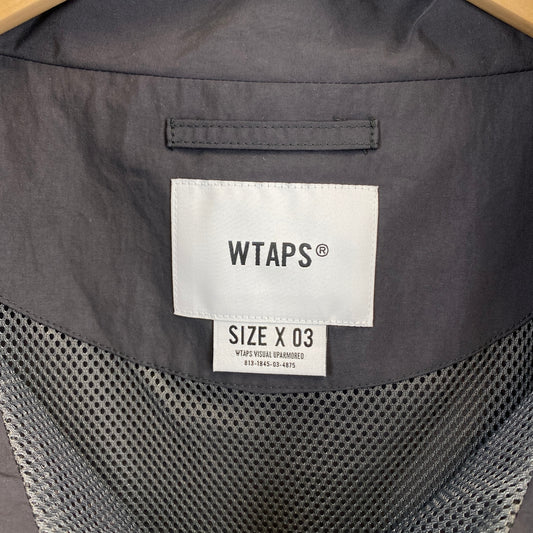 WTAPS®
SIZE X 03
WTAPS VISUAL UPARMORED
813-1845-03-4875